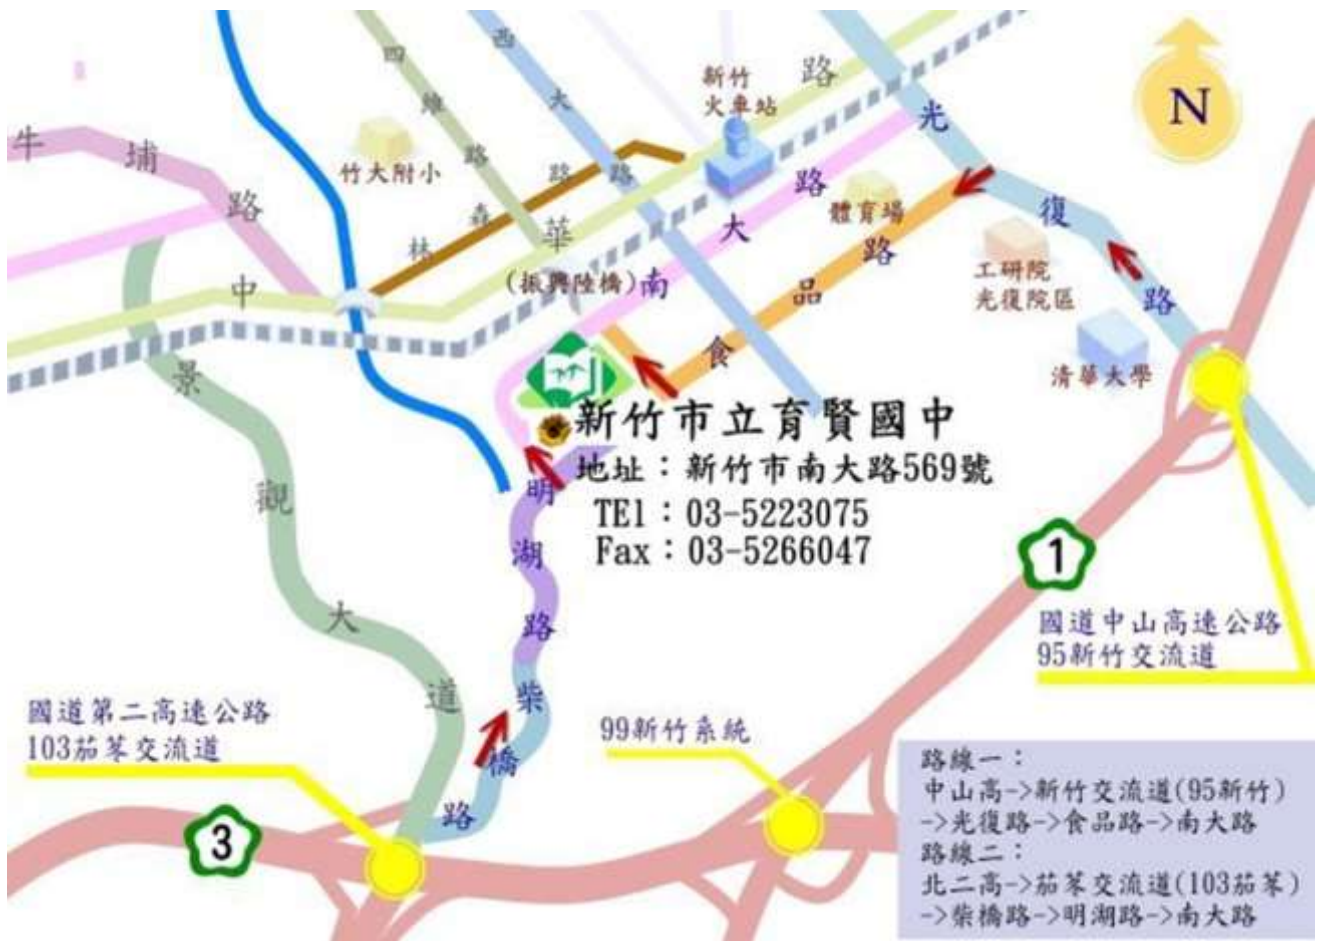 四維路
西大路
新竹
火車站
中華路
N
牛埔路
竹大附小
林森路
南大路
光復路
體育場
食品路
工研院
光復院區
(振興陸橋)
清華大學
景觀大道
新竹市立育賢國中
地址：新竹市南大路569號
TEl：03-5223075
Fax：03-5266047
明湖路
1
國道中山高速公路
95新竹交流道
柴橋路
國道第二高速公路
103茄苳交流道
99新竹系統
3
路線一：
中山高->新竹交流道(95新竹)
->光復路->食品路->南大路
路線二：
北二高->茄苳交流道(103茄苳)
->柴橋路->明湖路->南大路